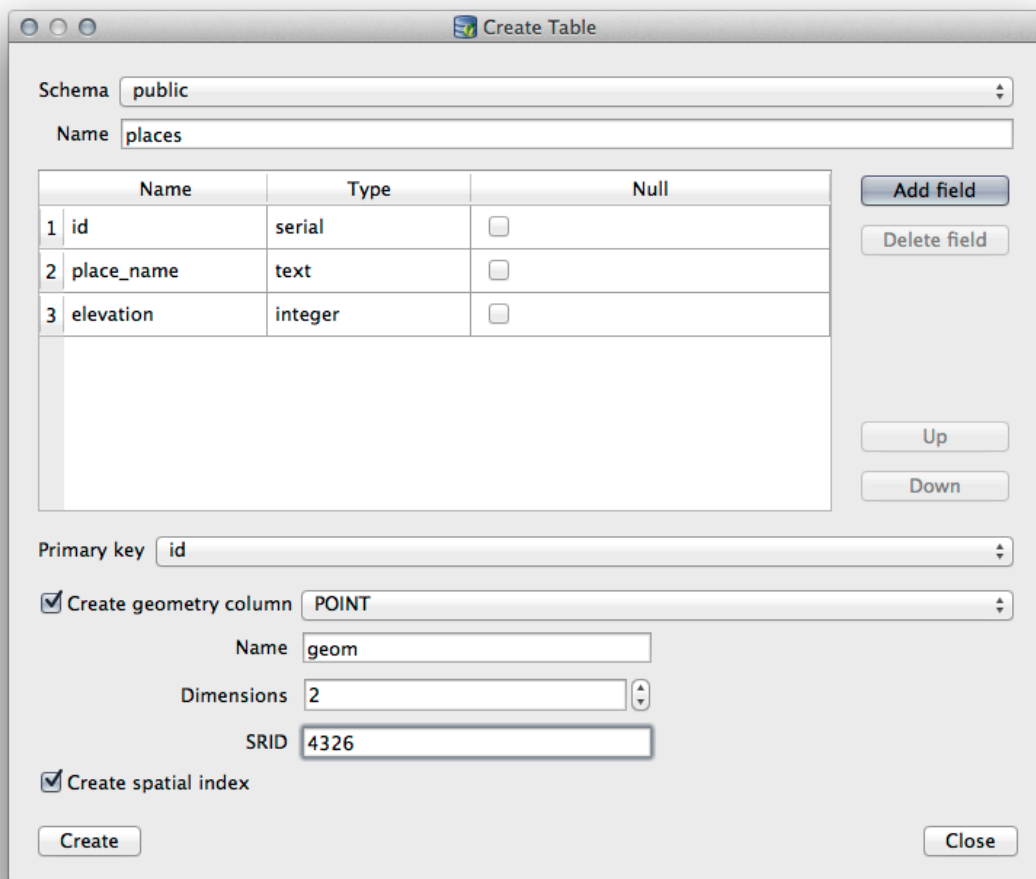 Create Table
Schema public
Name places
Name Type Null
Add field
1 id serial
Delete field
2 place_name text
3 elevation integer
Up
Down
Primary key id
Create geometry column POINT
Name geom
Dimensions 2
SRID 4326
Create spatial index
Create Close